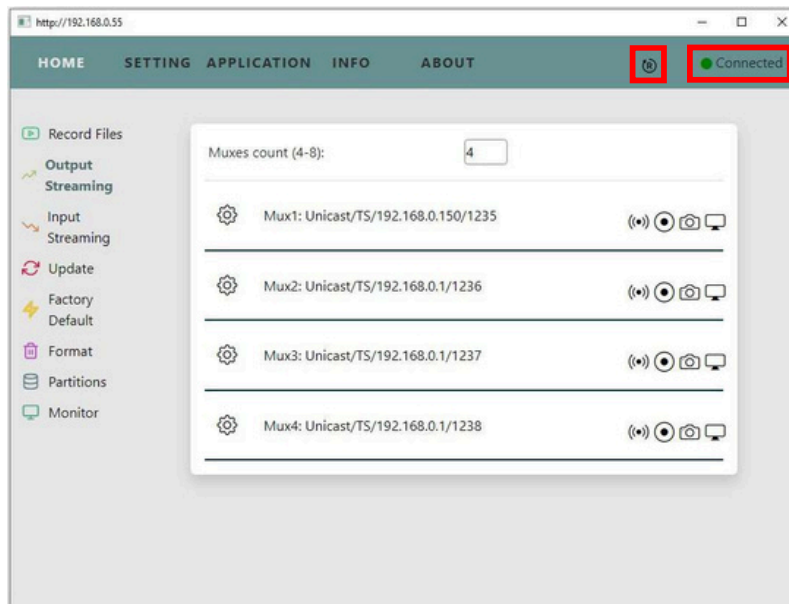 http://192.168.0.55
HOME SETTING APPLICATION INFO ABOUT Connected
Record Files
Output
Streaming
Input
Streaming
Update
Factory
Default
Format
Partitions
Monitor
Muxes count (4-8): 4
Mux1: Unicast/TS/192.168.0.150/1235
Mux2: Unicast/TS/192.168.0.1/1236
Mux3: Unicast/TS/192.168.0.1/1237
Mux4: Unicast/TS/192.168.0.1/1238